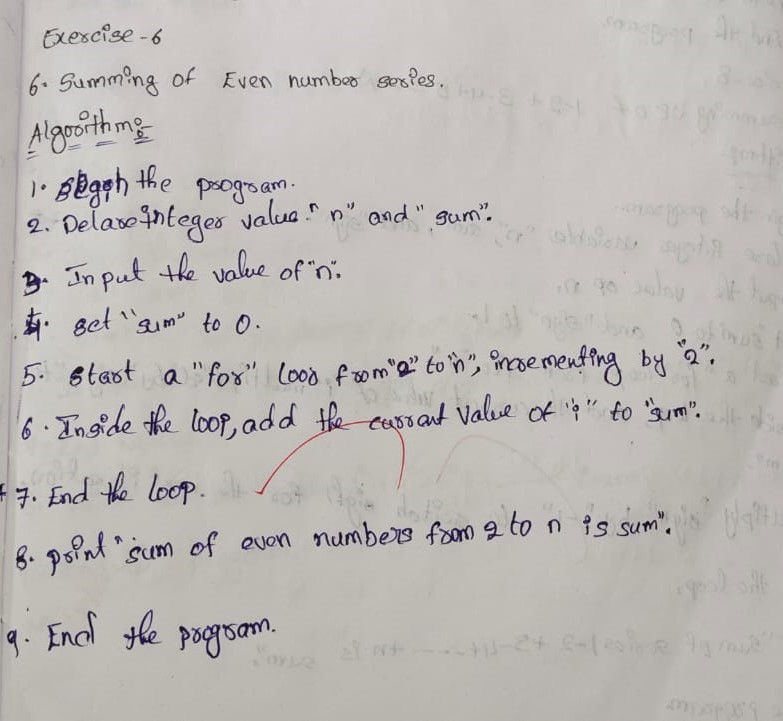 Exercise - 6
6. Summing of Even number series.
Algorithm:
1. Begin the program.
2. Delare integer value "n" and "sum".
3. Input the value of "n".
4. set "sum" to 0.
5. start a "for" loop from "2" to "n", incrementing by "2".
6. Inside the loop, add the current value of "i" to "sum".
7. End the loop.
8. print "sum of even numbers from 2 to n is sum".
9. End the program.